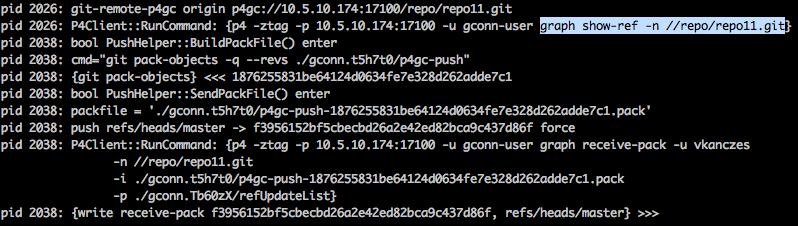 pid 2026: git-remote-p4gc origin p4gc://10.5.10.174:17100/repo/repo11.git
pid 2026: P4Client::RunCommand: {p4 -ztag -p 10.5.10.174:17100 -u gconn-user graph show-ref -n //repo/repo11.git}
pid 2038: bool PushHelper::BuildPackFile() enter
pid 2038: cmd="git pack-objects -q --revs ./gconn.t5h7t0/p4gc-push"
pid 2038: {git pack-objects} <<< 1876255831be64124d0634fe7e328d262adde7c1
pid 2038: bool PushHelper::SendPackFile() enter
pid 2038: packfile = './gconn.t5h7t0/p4gc-push-1876255831be64124d0634fe7e328d262adde7c1.pack'
pid 2038: push refs/heads/master -> f3956152bf5cbecbd26a2e42ed82bca9c437d86f force
pid 2038: P4Client::RunCommand: {p4 -ztag -p 10.5.10.174:17100 -u gconn-user graph receive-pack -u vkanczes
-n //repo/repo11.git
-i ./gconn.t5h7t0/p4gc-push-1876255831be64124d0634fe7e328d262adde7c1.pack
-p ./gconn.Tb60zX/refUpdateList}
pid 2038: {write receive-pack f3956152bf5cbecbd26a2e42ed82bca9c437d86f, refs/heads/master} >>>